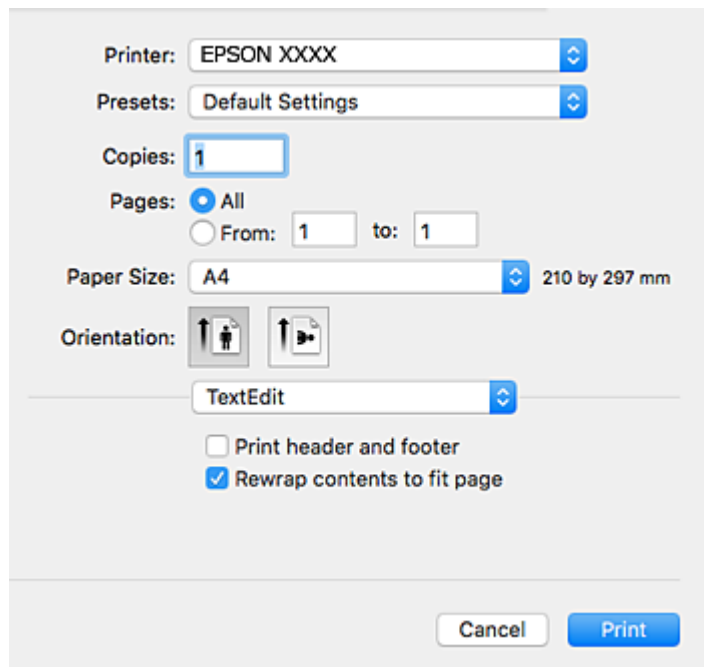 Printer: EPSON XXXX
Presets: Default Settings
Copies: 1
Pages: All
From: 1 to: 1
Paper Size: A4 210 by 297 mm
Orientation:
TextEdit
Print header and footer
Rewrap contents to fit page
Cancel Print